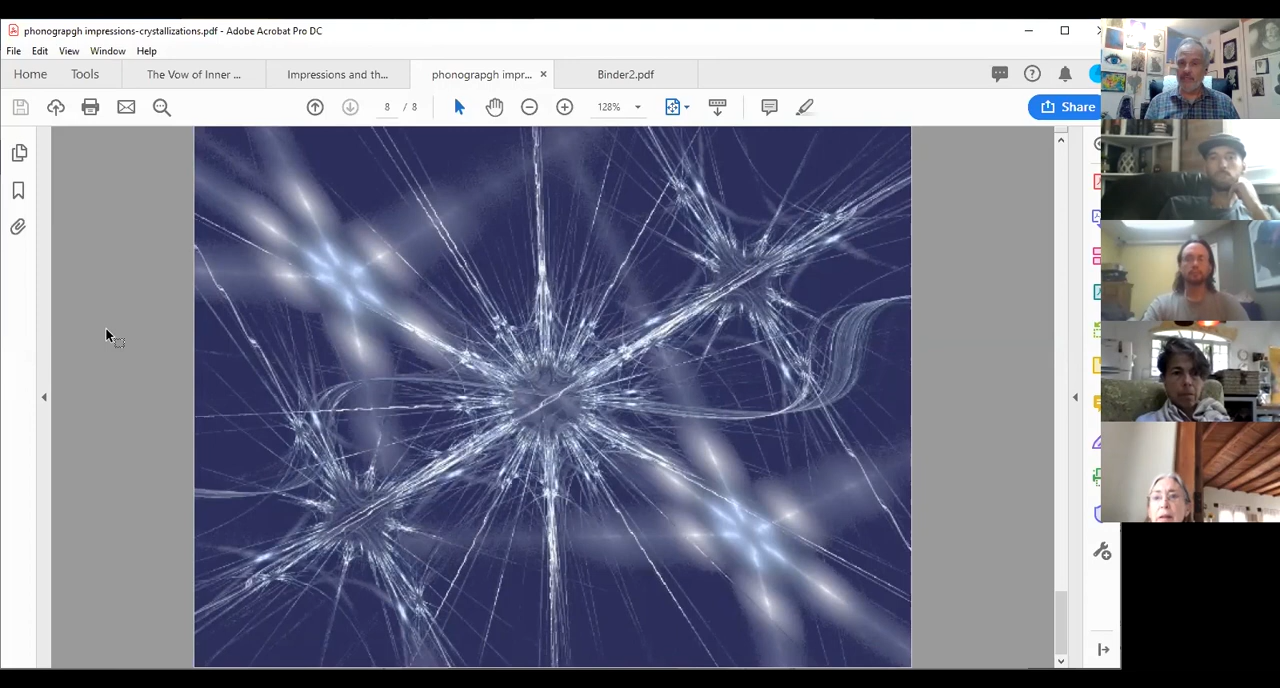 phonograpgh impressions-crystallizations.pdf - Adobe Acrobat Pro DC
File Edit View Window Help
Home Tools The Vow of Inner ... Impressions and th... phonograpgh impr... × Binder2.pdf
8 / 8 128% Share